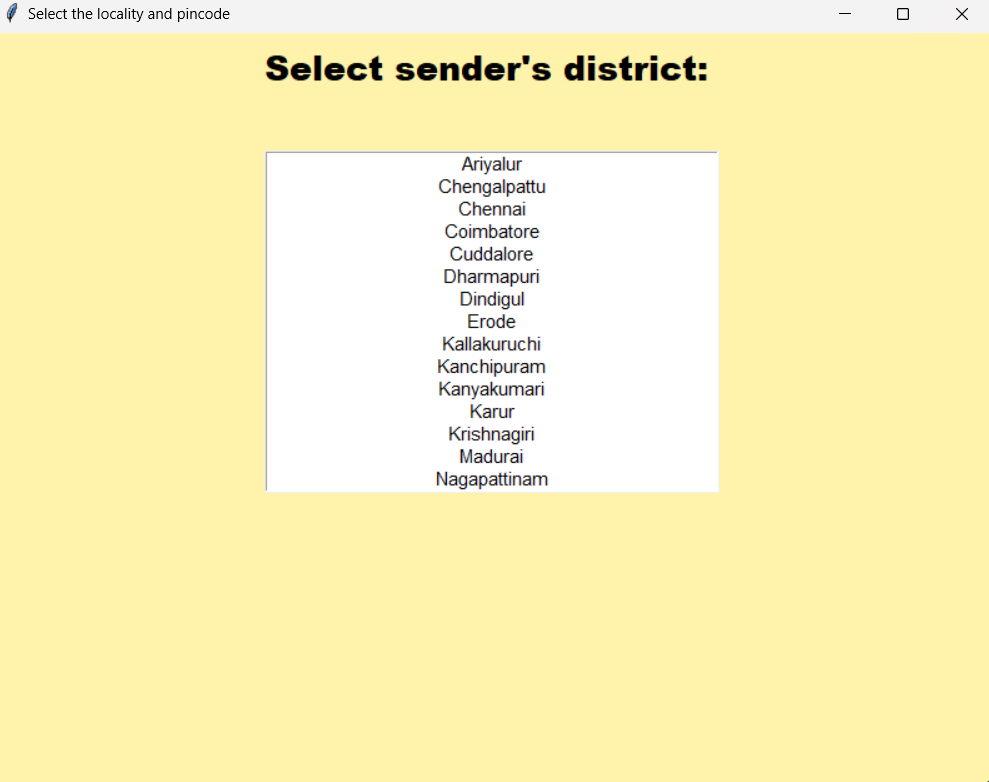 Select the locality and pincode
Select sender's district:
Ariyalur
Chengalpattu
Chennai
Coimbatore
Cuddalore
Dharmapuri
Dindigul
Erode
Kallakuruchi
Kanchipuram
Kanyakumari
Karur
Krishnagiri
Madurai
Nagapattinam